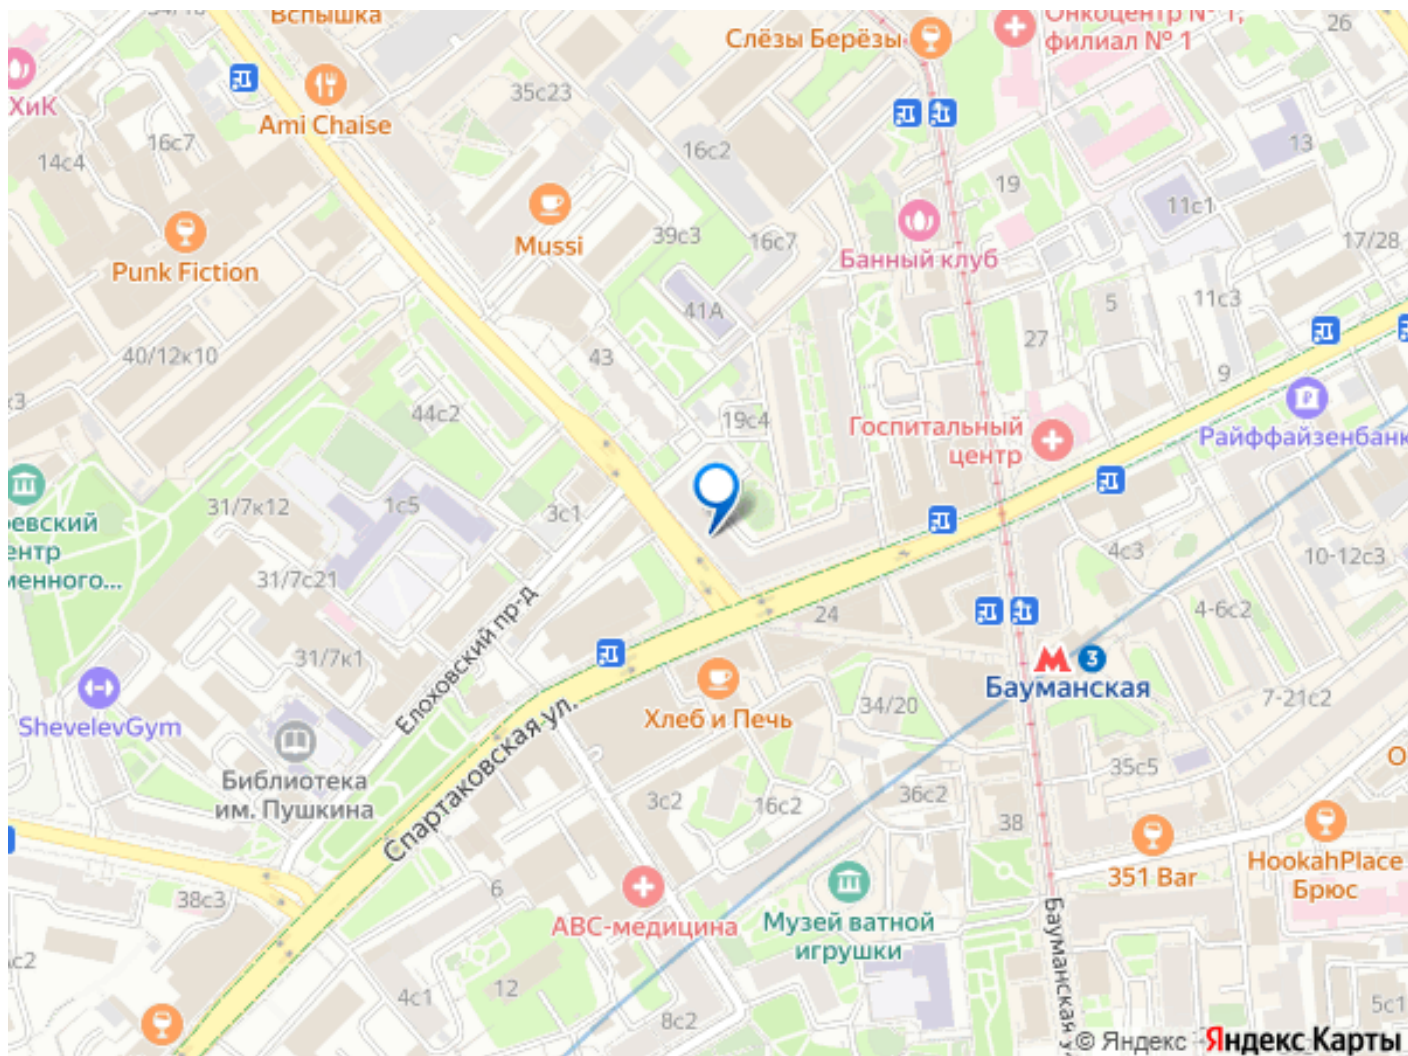 Вспышка
Слёзы Берёзы
Онкоцентр № 1,
филиал № 1
26
ХиК
35с23
Ami Chaise
14с4
16с7
16с2
13
19
11с1
Punk Fiction
Mussi
39с3
16с7
Банный клуб
17/28
41А
11с3
5
27
40/12к10
43
9
44с2
19с4
Госпитальный
центр
Райффайзенбанк
31/7к12
1с5
3с1
4с3
10-12с3
31/7с21
24
4-6с2
31/7к1
Елоховский пр-д
3
Бауманская
ShevelevGym
Хлеб и Печь
34/20
7-21с2
Библиотека
им. Пушкина
Спартаковская ул.
3с2
16с2
36с2
35с5
38
351 Bar
HookahPlace
Брюс
38с3
6
АВС-медицина
Музей ватной
игрушки
Бауманская у
12
4с1
8с2
5с1
© Яндекс Яндекс Карты